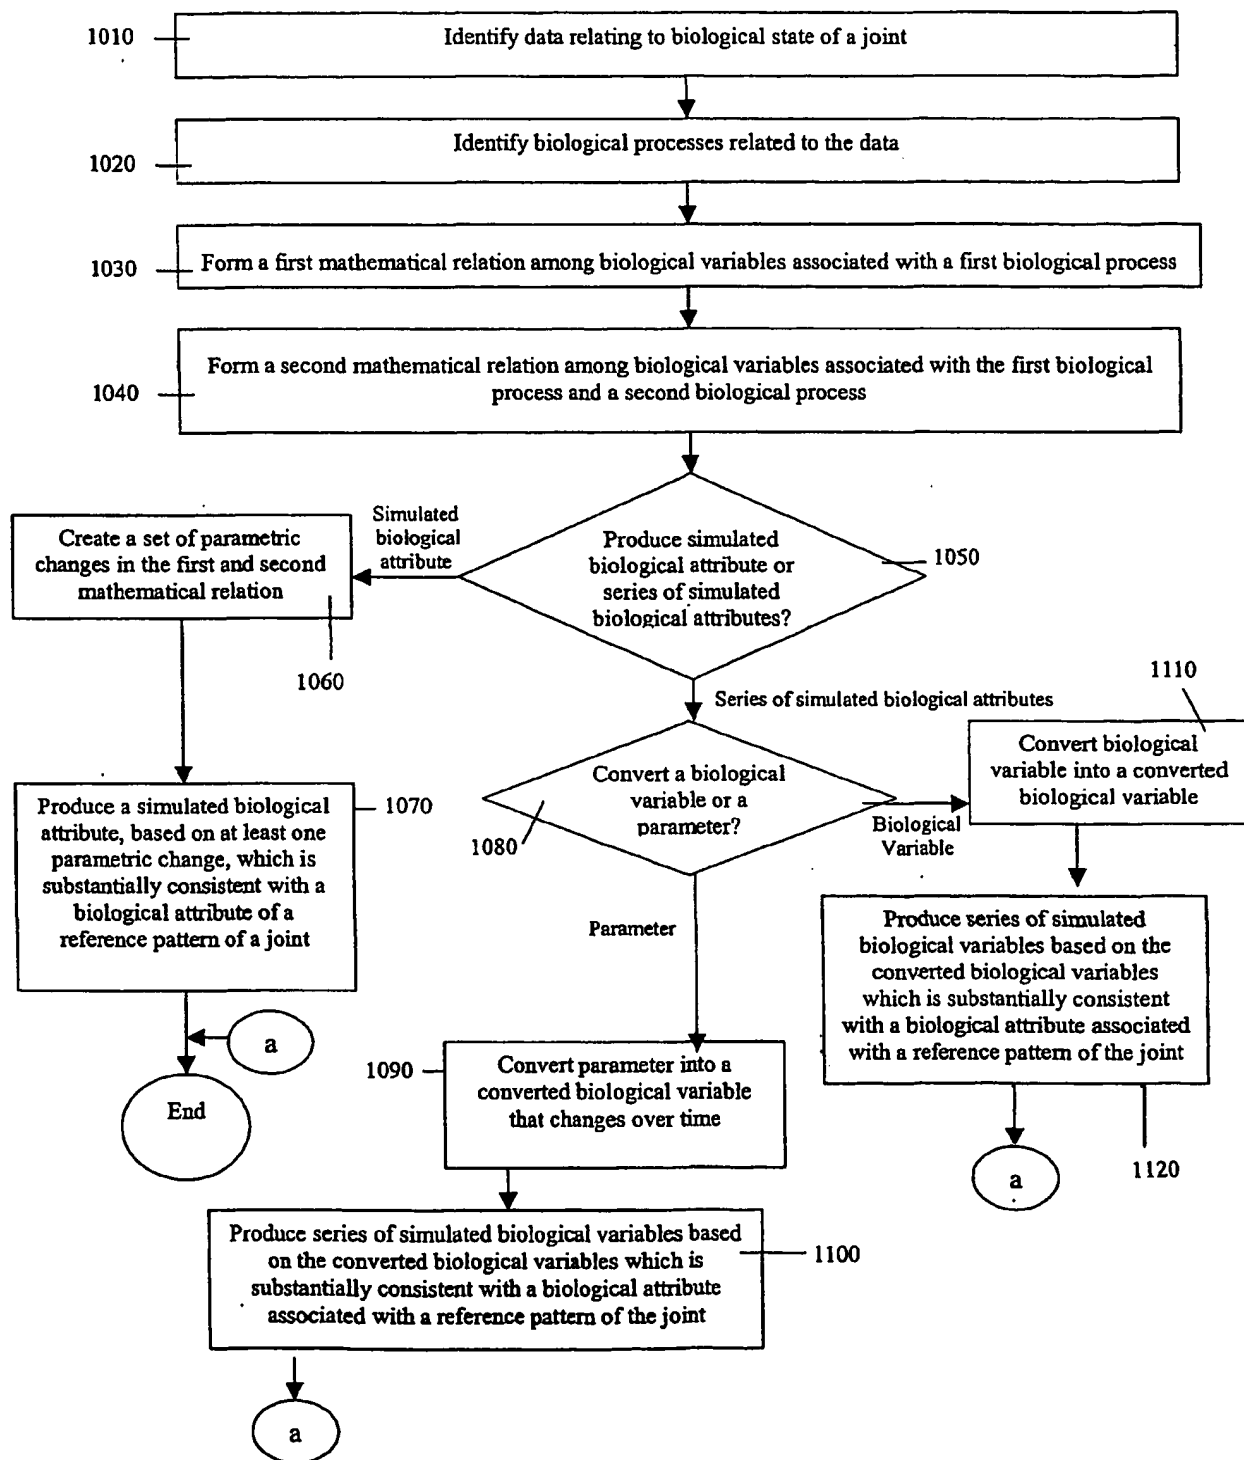 1010
Identify data relating to biological state of a joint
1020
Identify biological processes related to the data
1030
Form a first mathematical relation among biological variables associated with a first biological process
1040
Form a second mathematical relation among biological variables associated with the first biological
process and a second biological process
Simulated
biological
attribute
Create a set of parametric
changes in the first and second
mathematical relation
1060
Produce simulated
biological attribute or
series of simulated
biological attributes?
1050
Series of simulated biological attributes
1110
Convert biological
variable into a converted
biological variable
Convert a biological
variable or a
parameter?
1080
Biological
Variable
Produce a simulated biological
attribute, based on at least one
parametric change, which is
substantially consistent with a
biological attribute of a
reference pattern of a joint
1070
Parameter
Produce series of simulated
biological variables based on the
converted biological variables
which is substantially consistent
with a biological attribute associated
with a reference pattern of the joint
1120
a
End
1090
Convert parameter into a
converted biological variable
that changes over time
a
Produce series of simulated biological variables based
on the converted biological variables which is
substantially consistent with a biological attribute
associated with a reference pattern of the joint
1100
a